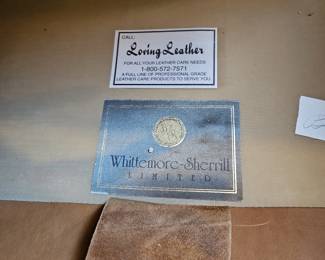 CALL:
Loving Leather
FOR ALL YOUR LEATHER CARE NEEDS
1-800-572-7571
A FULL LINE OF PROFESSIONAL GRADE
LEATHER CARE PRODUCTS TO SERVE YOU
Whittemore-Sherrill
LIMITED